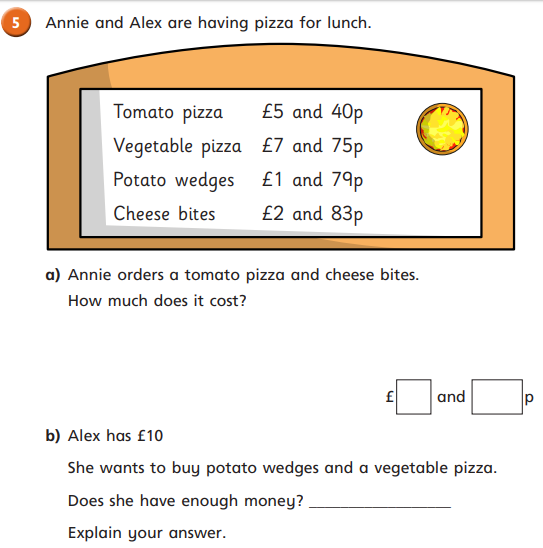 5 Annie and Alex are having pizza for lunch.
Tomato pizza £5 and 40p
Vegetable pizza £7 and 75p
Potato wedges £1 and 79p
Cheese bites £2 and 83p
a) Annie orders a tomato pizza and cheese bites.
How much does it cost?
£ and p
b) Alex has £10
She wants to buy potato wedges and a vegetable pizza.
Does she have enough money? ____________________
Explain your answer.